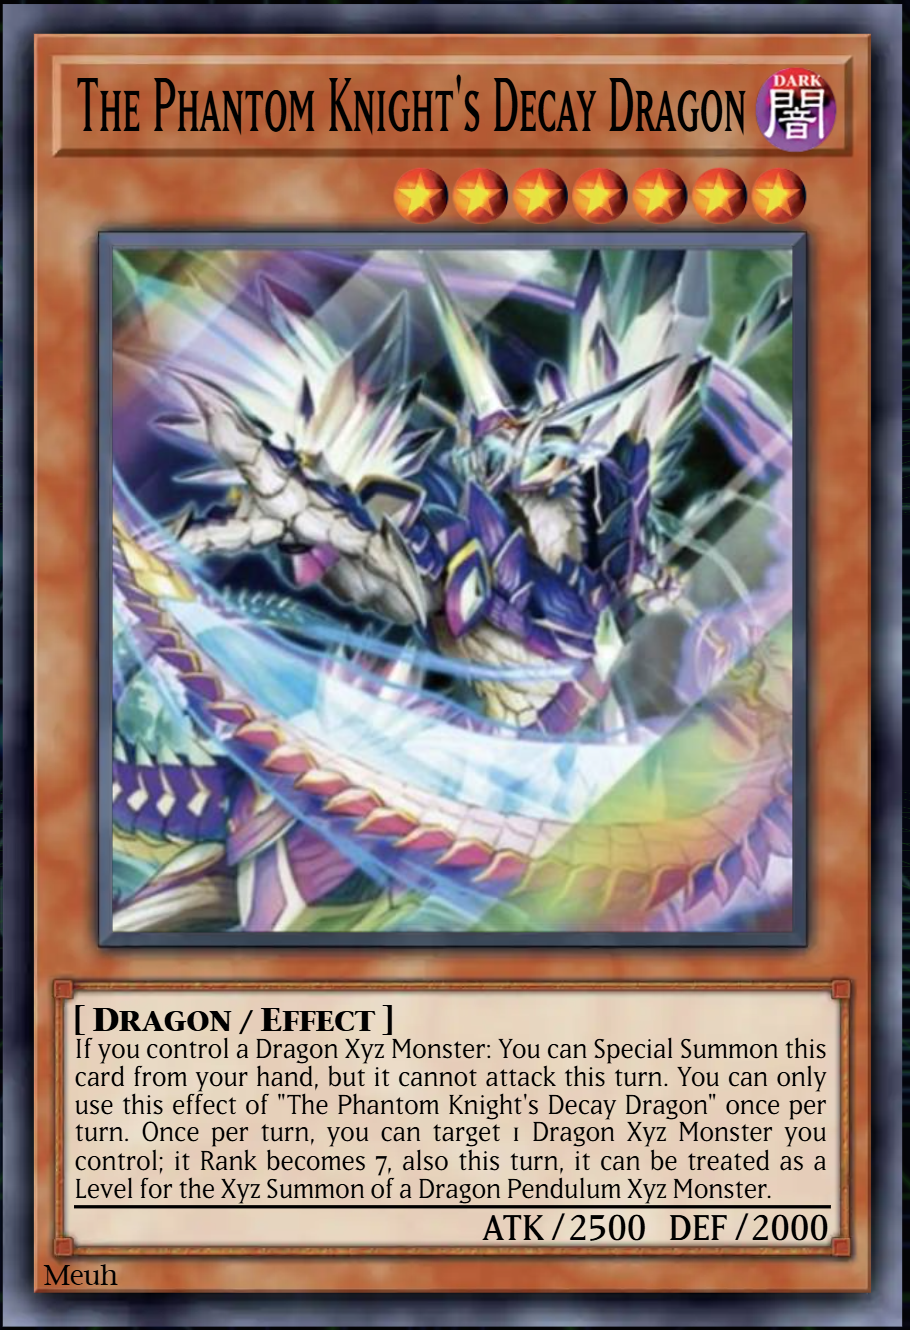 The Phantom Knight's Decay Dragon
DARK
闇
[ Dragon / Effect ]
If you control a Dragon Xyz Monster: You can Special Summon this
card from your hand, but it cannot attack this turn. You can only
use this effect of "The Phantom Knight's Decay Dragon" once per
turn. Once per turn, you can target 1 Dragon Xyz Monster you
control; it Rank becomes 7, also this turn, it can be treated as a
Level for the Xyz Summon of a Dragon Pendulum Xyz Monster.
ATK/2500 DEF/2000
Meuh